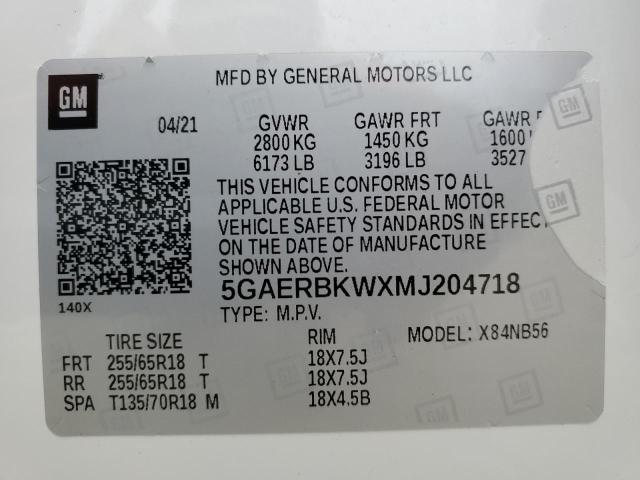 GM
MFD BY GENERAL MOTORS LLC
04/21 GVWR GAWR FRT GAWR
2800 KG 1450 KG 1600
6173 LB 3196 LB 3527
THIS VEHICLE CONFORMS TO ALL
APPLICABLE U.S. FEDERAL MOTOR
VEHICLE SAFETY STANDARDS IN EFFECT
ON THE DATE OF MANUFACTURE
SHOWN ABOVE.
5GAERBKWXMJ204718
140X
TYPE: M.P.V.
TIRE SIZE RIM MODEL: X84NB56
FRT 255/65R18 T 18X7.5J
RR 255/65R18 T 18X7.5J
SPA T135/70R18 M 18X4.5B